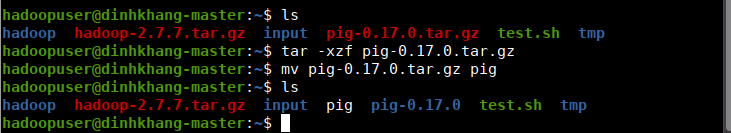 hadoopuser@dinhkhang-master:~$ ls
hadoop  hadoop-2.7.7.tar.gz  input  pig-0.17.0.tar.gz  test.sh  tmp
hadoopuser@dinhkhang-master:~$ tar -xzf pig-0.17.0.tar.gz
hadoopuser@dinhkhang-master:~$ mv pig-0.17.0.tar.gz pig
hadoopuser@dinhkhang-master:~$ ls
hadoop  hadoop-2.7.7.tar.gz  input  pig  pig-0.17.0  test.sh  tmp
hadoopuser@dinhkhang-master:~$